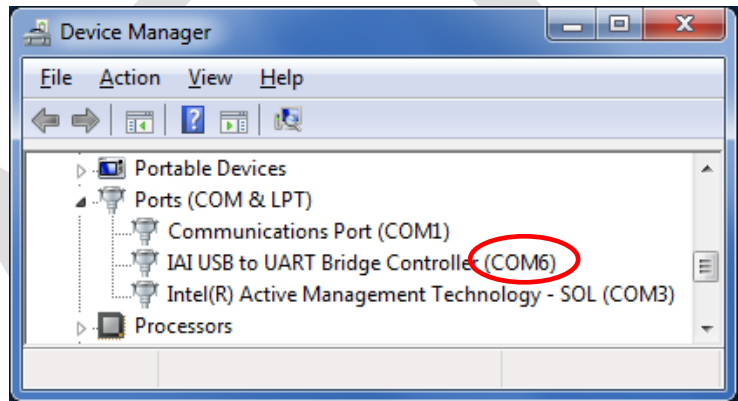 Device Manager
File Action View Help
Portable Devices
Ports (COM & LPT)
Communications Port (COM1)
IAI USB to UART Bridge Controller (COM6)
Intel(R) Active Management Technology - SOL (COM3)
Processors